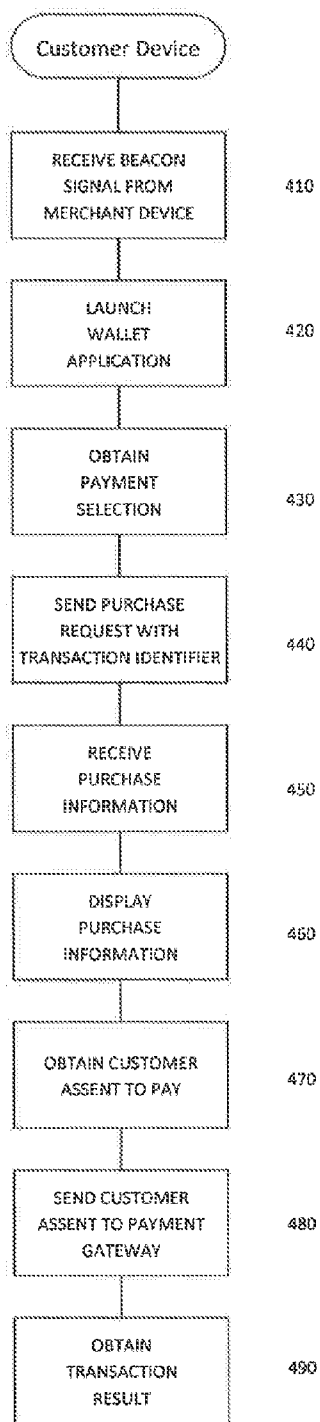 Customer Device
RECEIVE BEACON
SIGNAL FROM
MERCHANT DEVICE
410
LAUNCH
WALLET
APPLICATION
420
OBTAIN
PAYMENT
SELECTION
430
SEND PURCHASE
REQUEST WITH
TRANSACTION IDENTIFIER
440
RECEIVE
PURCHASE
INFORMATION
450
DISPLAY
PURCHASE
INFORMATION
460
OBTAIN CUSTOMER
ASSENT TO PAY
470
SEND CUSTOMER
ASSENT TO PAYMENT
GATEWAY
480
OBTAIN
TRANSACTION
RESULT
490